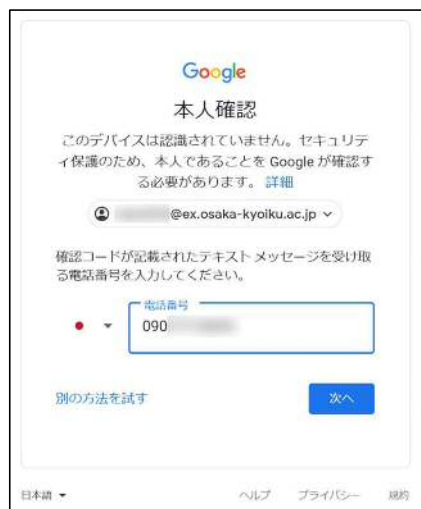 Google
本人確認
このデバイスは認識されていません。セキュリテ
ィ保護のため、本人であることを Google が確認す
る必要があります。 詳細
@ex.osaka-kyoiku.ac.jp
確認コードが記載されたテキスト メッセージを受け取
る電話番号を入力してください。
電話番号
090
別の方法を試す 次へ
日本語 ヘルプ プライバシー 規約